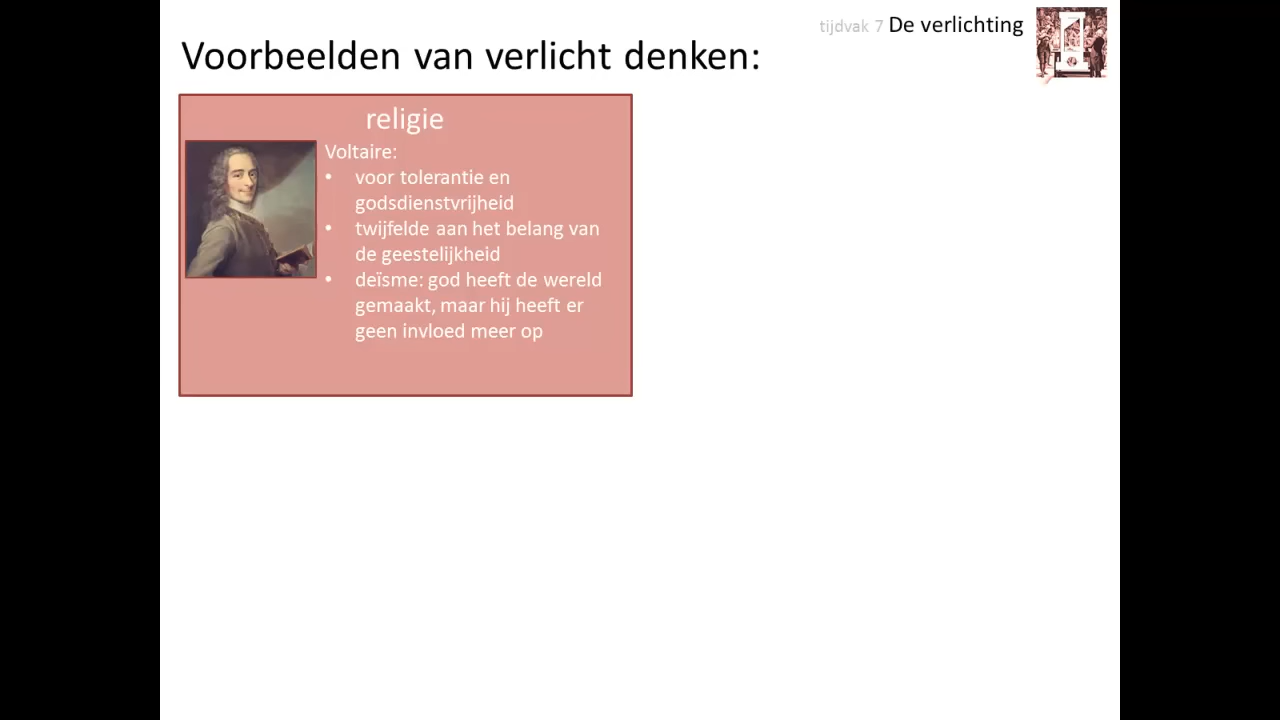 tijdvak 7 De verlichting
Voorbeelden van verlicht denken:
religie
Voltaire:
• voor tolerantie en
godsdienstvrijheid
• twijfelde aan het belang van
de geestelijkheid
• deïsme: god heeft de wereld
gemaakt, maar hij heeft er
geen invloed meer op